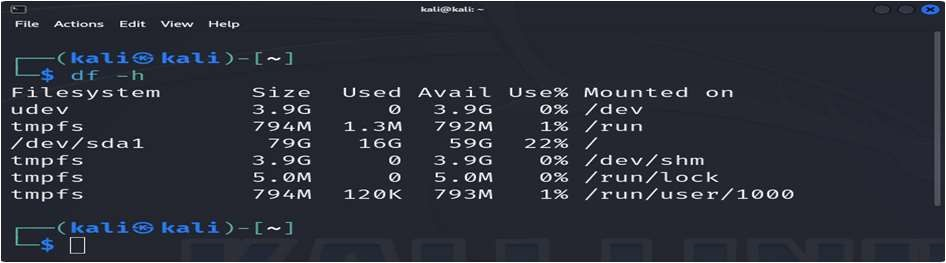 kali@kali: ~
File Actions Edit View Help
┌──(kali㉿kali)-[~]
└─$ df -h
Filesystem      Size  Used Avail Use% Mounted on
udev            3.9G     0  3.9G   0% /dev
tmpfs           794M  1.3M  792M   1% /run
/dev/sda1        79G   16G   59G  22% /
tmpfs           3.9G     0  3.9G   0% /dev/shm
tmpfs           5.0M     0  5.0M   0% /run/lock
tmpfs           794M  120K  793M   1% /run/user/1000
┌──(kali㉿kali)-[~]
└─$